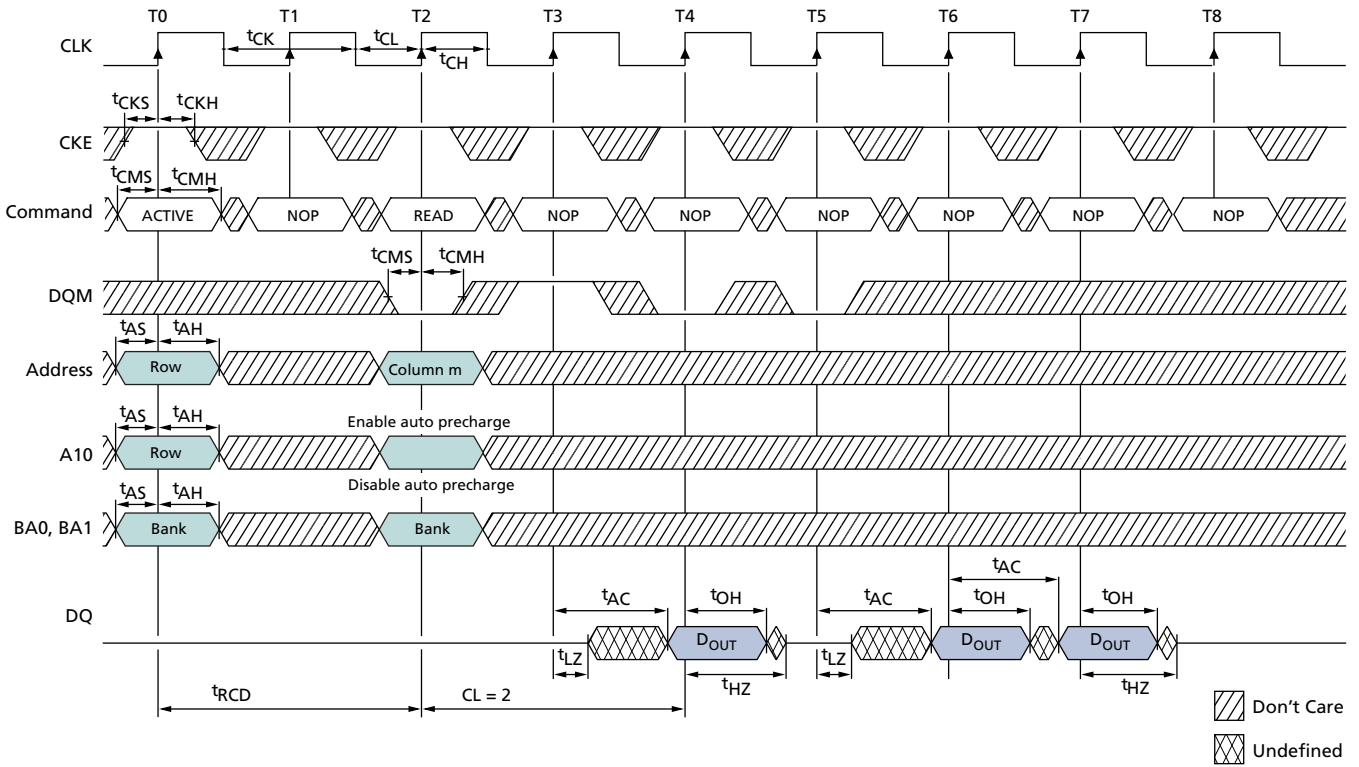 T0 T1 T2 T3 T4 T5 T6 T7 T8
CLK tCK tCL tCH
tCKS tCKH
CKE
tCMS tCMH
Command ACTIVE NOP READ NOP NOP NOP NOP NOP NOP
tCMS tCMH
DQM
tAS tAH
Address Row Column m
tAS tAH Enable auto precharge
A10 Row
tAS tAH Disable auto precharge
BA0, BA1 Bank Bank
tAC
tAC tOH tAC tOH tOH
DQ
DOUT DOUT DOUT
tLZ tHZ tLZ tHZ
tRCD CL = 2
Don't Care
Undefined